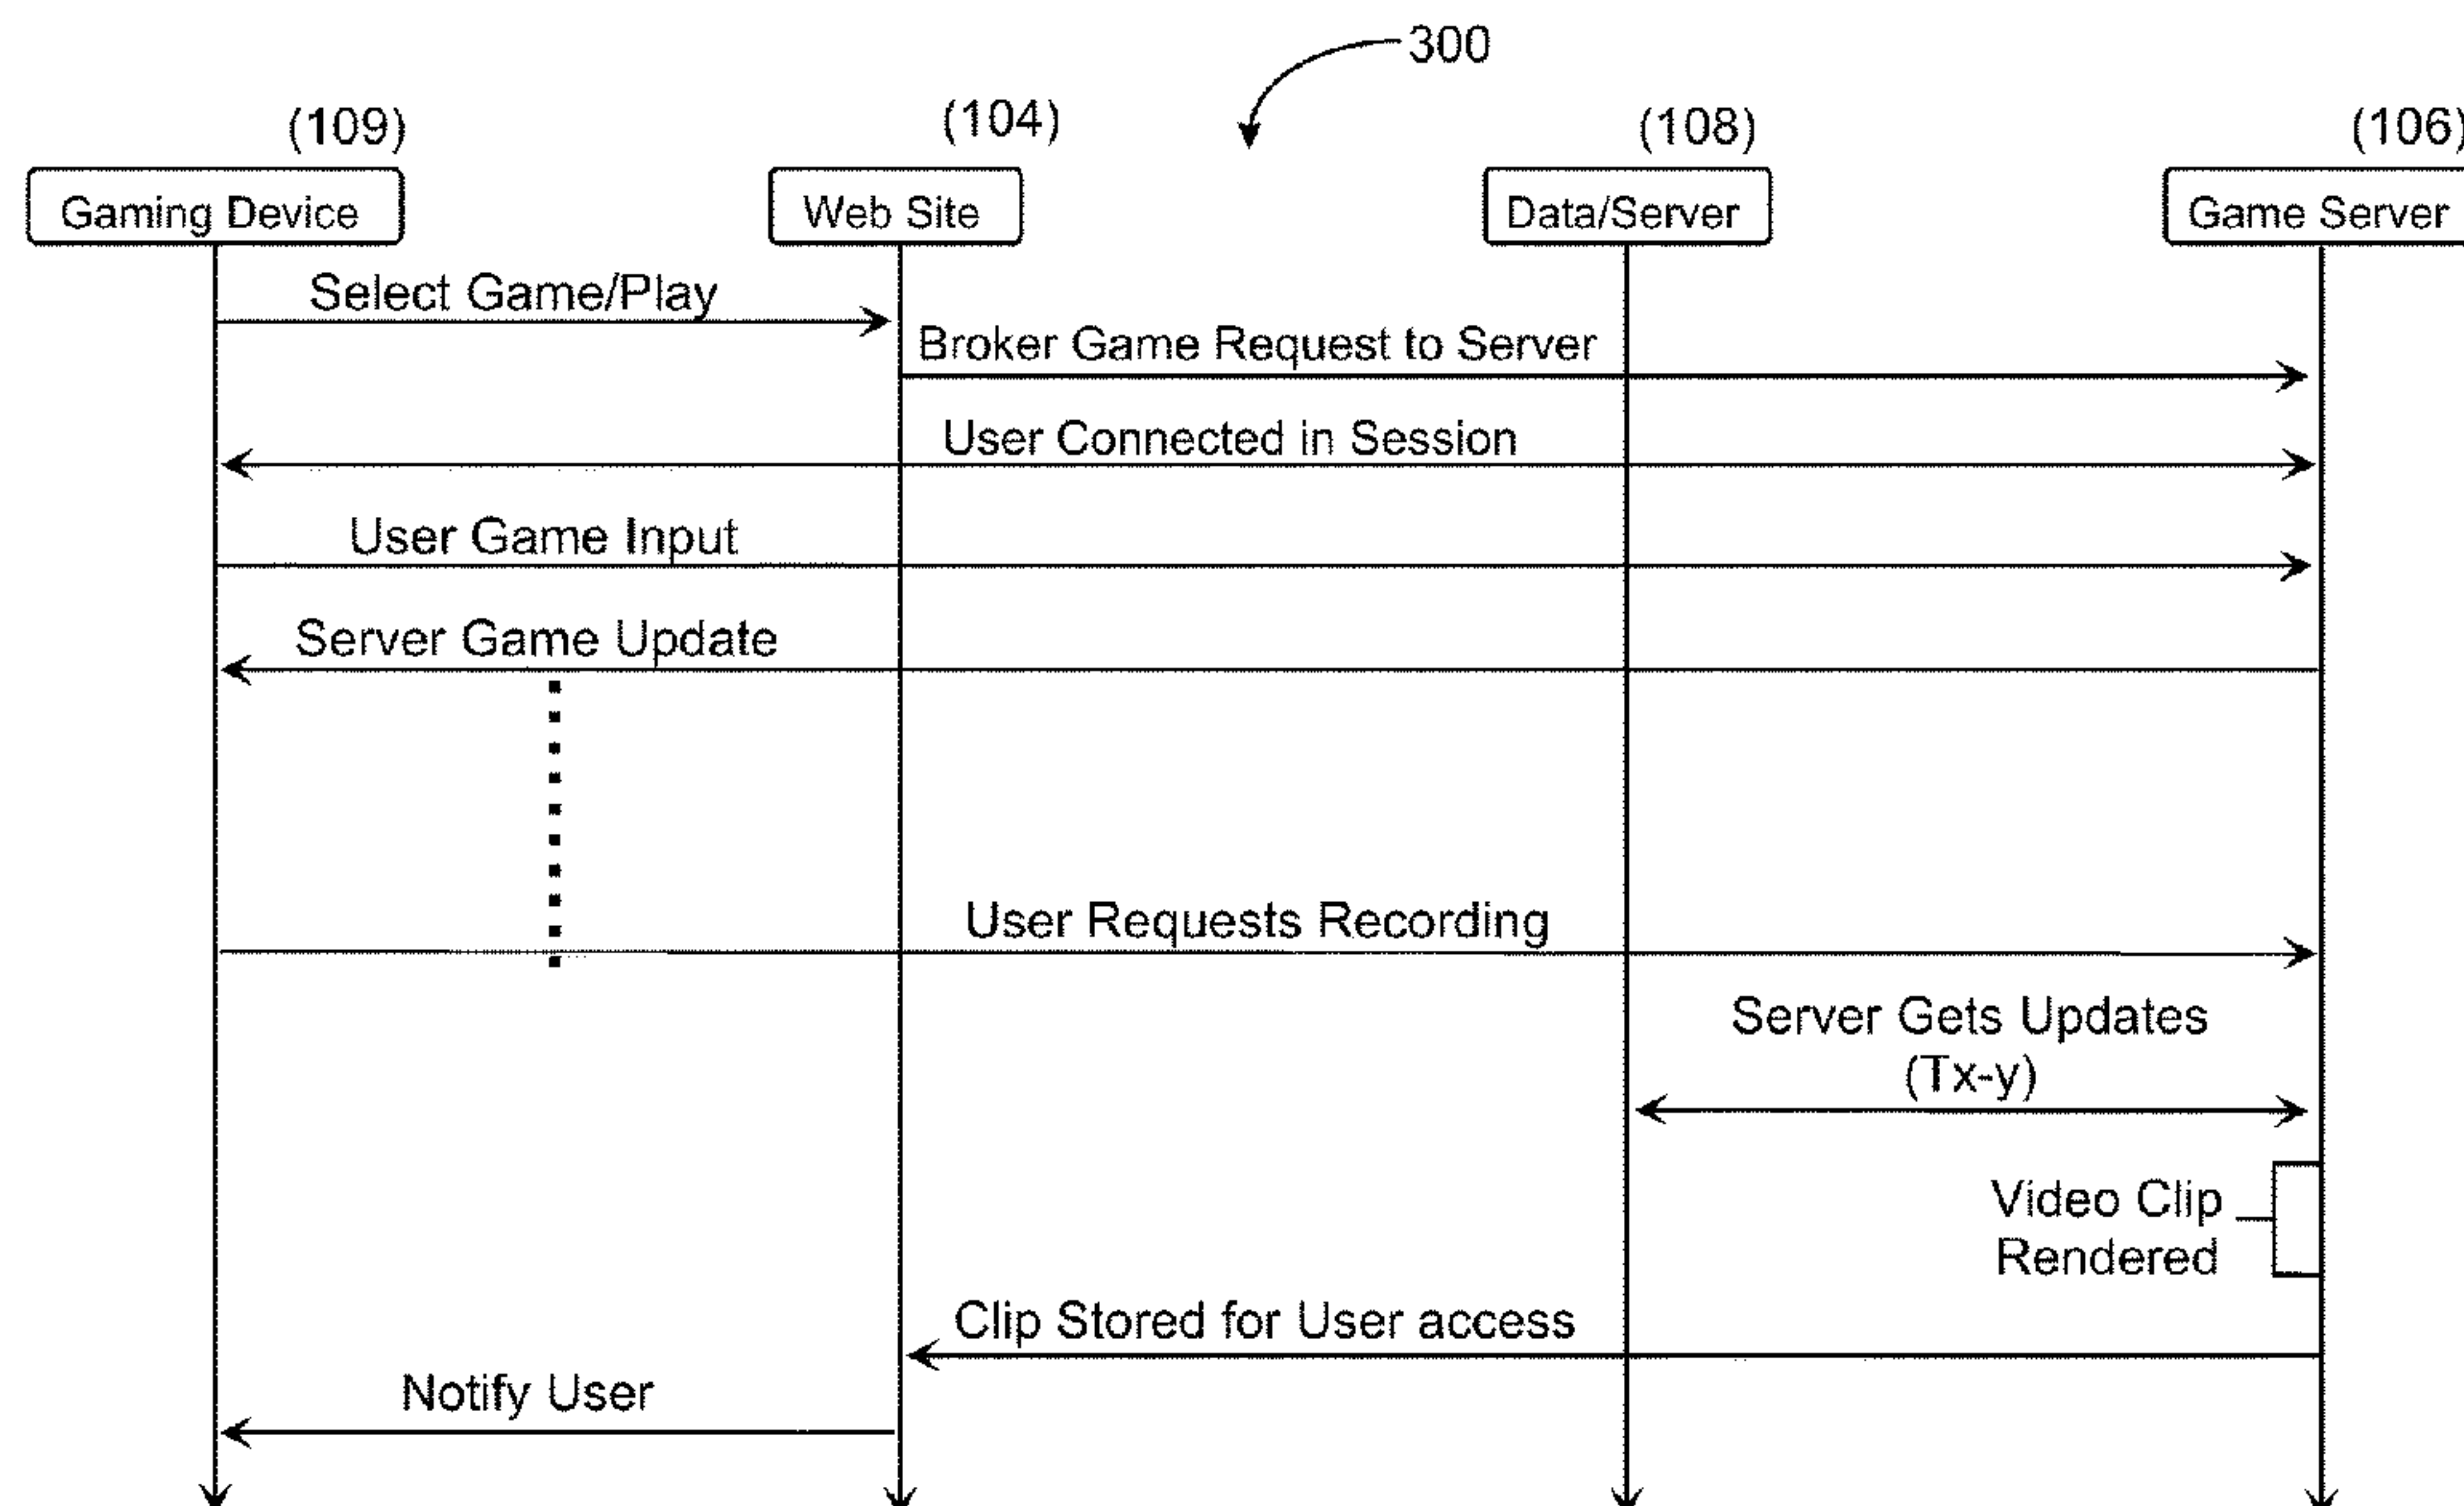 300
(109)
(104)
(108)
(106)
Gaming Device
Web Site
Data/Server
Game Server
Select Game/Play
Broker Game Request to Server
User Connected in Session
User Game Input
Server Game Update
User Requests Recording
Server Gets Updates
(Tx-y)
Video Clip
Rendered
Clip Stored for User access
Notify User